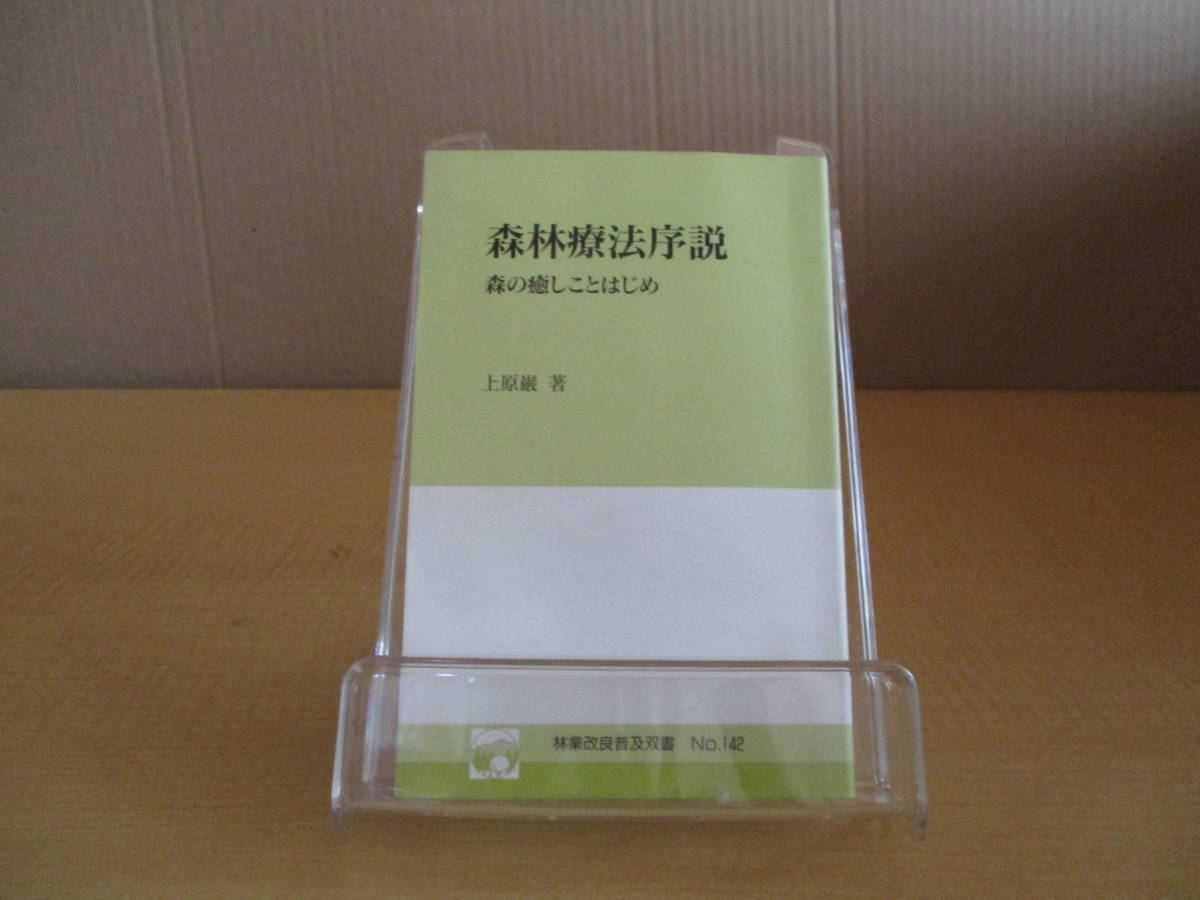 森林療法序説
森の癒しことはじめ
上原巌 著
林業改良普及双書 No.142